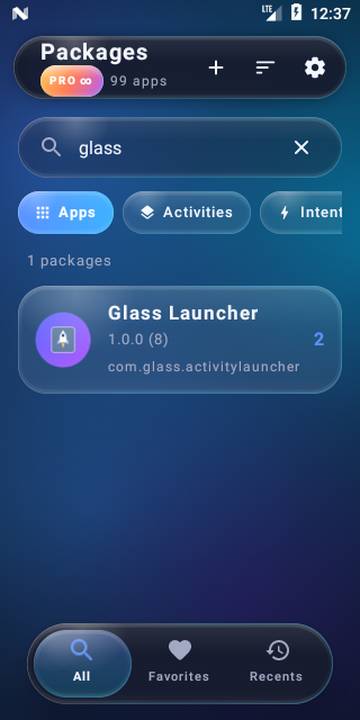 LTE 12:37
Packages
PRO ∞ 99 apps
glass
Apps Activities Intent
1 packages
Glass Launcher
1.0.0 (8) 2
com.glass.activitylauncher
All Favorites Recents